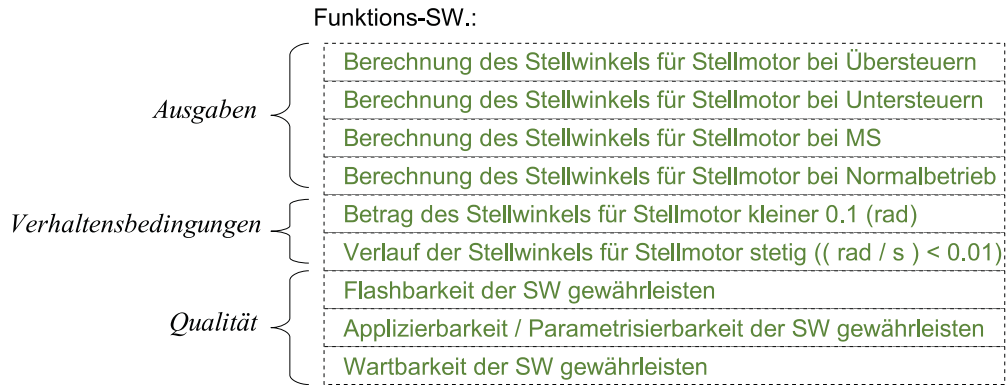 Funktions-SW.:
Berechnung des Stellwinkels für Stellmotor bei Übersteuern
Ausgaben
Berechnung des Stellwinkels für Stellmotor bei Untersteuern
Berechnung des Stellwinkels für Stellmotor bei MS
Berechnung des Stellwinkels für Stellmotor bei Normalbetrieb
Verhaltensbedingungen
Betrag des Stellwinkels für Stellmotor kleiner 0.1 (rad)
Verlauf der Stellwinkels für Stellmotor stetig (( rad / s ) < 0.01)
Qualität
Flashbarkeit der SW gewährleisten
Applizierbarkeit / Parametrisierbarkeit der SW gewährleisten
Wartbarkeit der SW gewährleisten